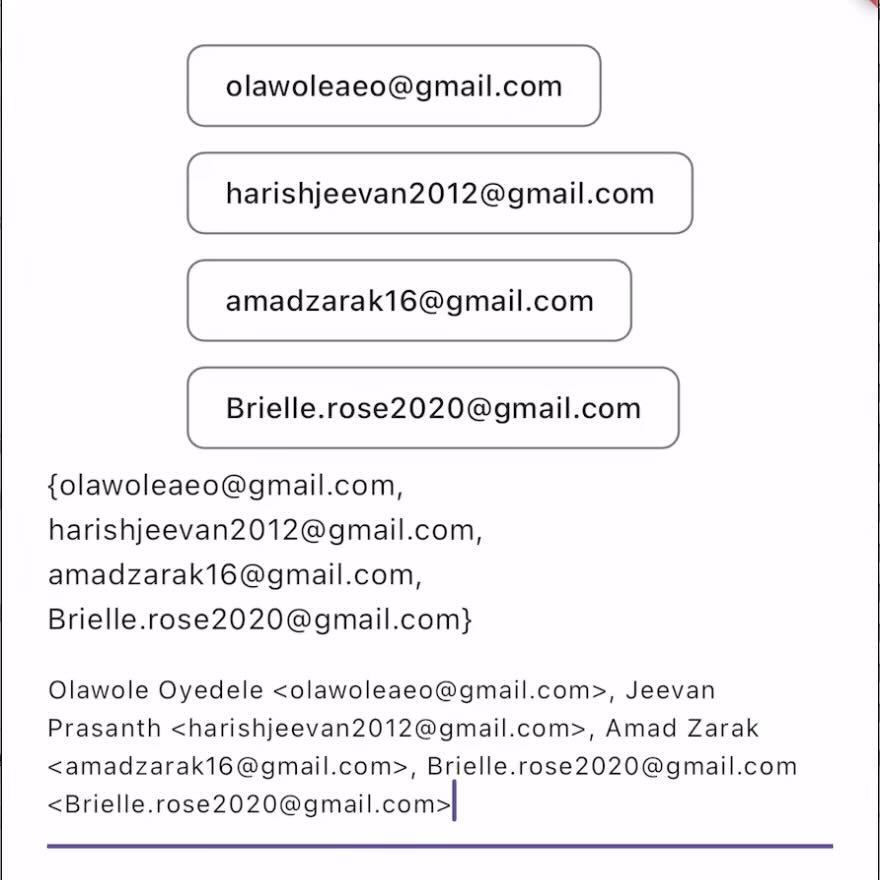 olawoleaeo@gmail.com
harishjeevan2012@gmail.com
amadzarak16@gmail.com
Brielle.rose2020@gmail.com
{olawoleaeo@gmail.com,
harishjeevan2012@gmail.com,
amadzarak16@gmail.com,
Brielle.rose2020@gmail.com}
Olawole Oyedele <olawoleaeo@gmail.com>, Jeevan
Prasanth <harishjeevan2012@gmail.com>, Amad Zarak
<amadzarak16@gmail.com>, Brielle.rose2020@gmail.com
<Brielle.rose2020@gmail.com>